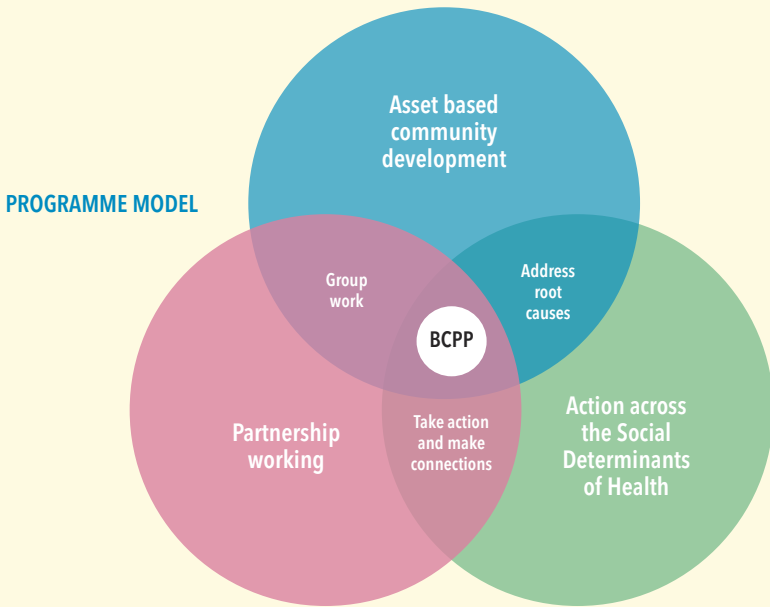 Asset based
community
development
PROGRAMME MODEL
Group
work
Address
root
causes
BCPP
Partnership
working
Take action
and make
connections
Action across
the Social
Determinants
of Health